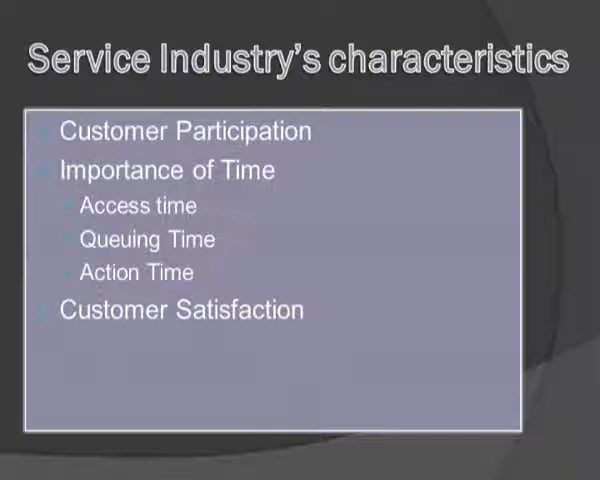 Service Industry's characteristics
Customer Participation
Importance of Time
Access time
Queuing Time
Action Time
Customer Satisfaction